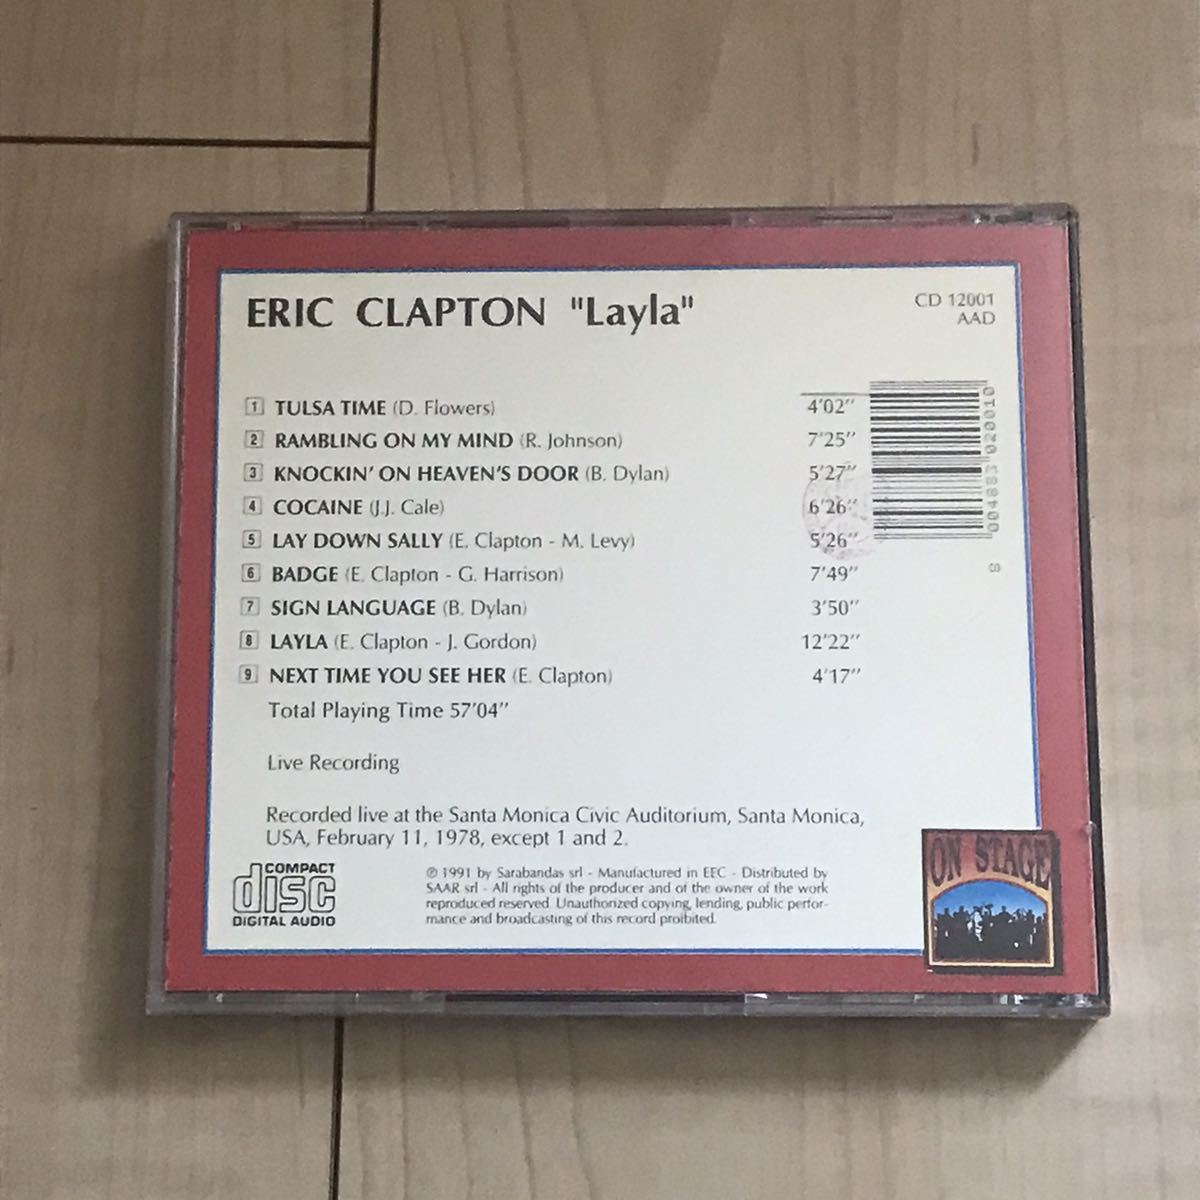 ERIC CLAPTON "Layla"
CD 12001
AAD
1 TULSA TIME (D. Flowers) 4'02"
2 RAMBLING ON MY MIND (R. Johnson) 7'25"
3 KNOCKIN' ON HEAVEN'S DOOR (B. Dylan) 5'27"
4 COCAINE (J.J. Cale) 6'26"
5 LAY DOWN SALLY (E. Clapton - M. Levy) 5'26"
6 BADGE (E. Clapton - G. Harrison) 7'49"
7 SIGN LANGUAGE (B. Dylan) 3'50"
8 LAYLA (E. Clapton - J. Gordon) 12'22"
9 NEXT TIME YOU SEE HER (E. Clapton) 4'17"
Total Playing Time 57'04"
8 004883 020010
Live Recording
Recorded live at the Santa Monica Civic Auditorium, Santa Monica,
USA, February 11, 1978, except 1 and 2.
COMPACT
disc
DIGITAL AUDIO
℗ 1991 by Sarabandas srl - Manufactured in EEC - Distributed by
SAAR srl - All rights of the producer and of the owner of the work
reproduced reserved. Unauthorized copying, lending, public perfor-
mance and broadcasting of this record proibited.
ON STAGE